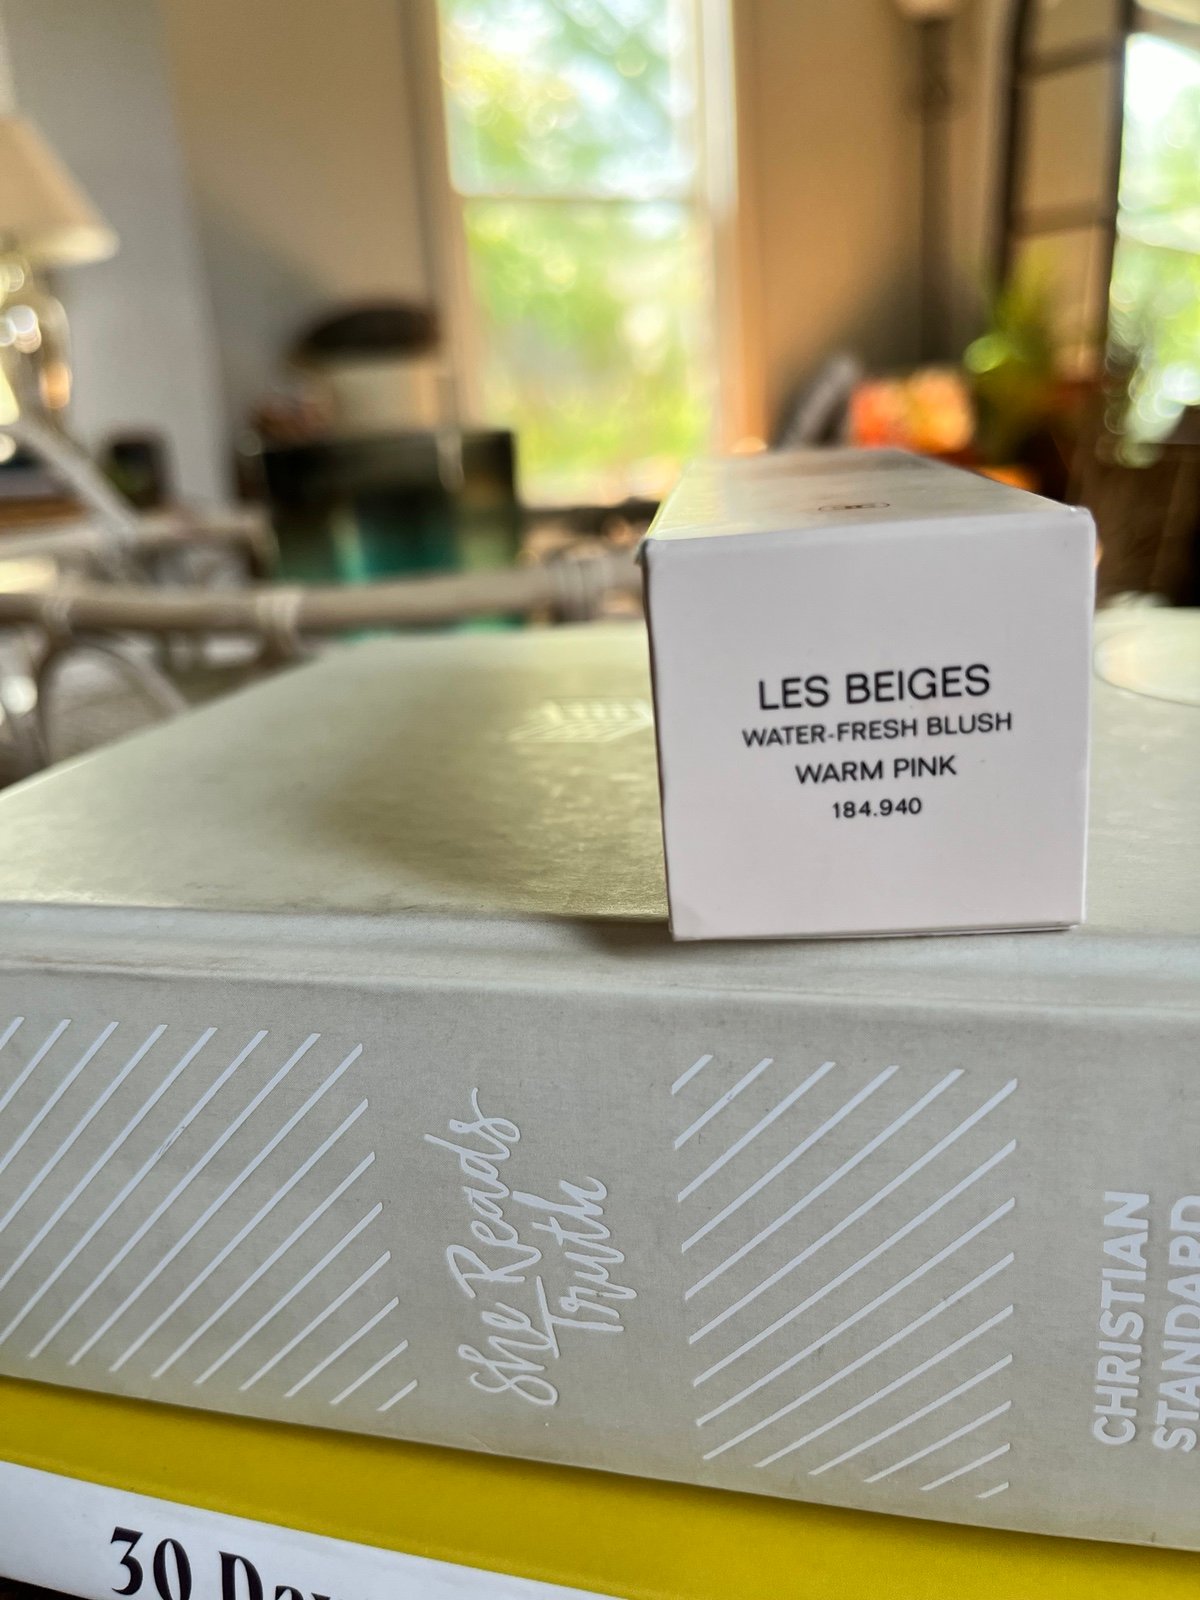 LES BEIGES
WATER-FRESH BLUSH
WARM PINK
184.940
She Reads
Truth
CHRISTIAN
STANDARD
30